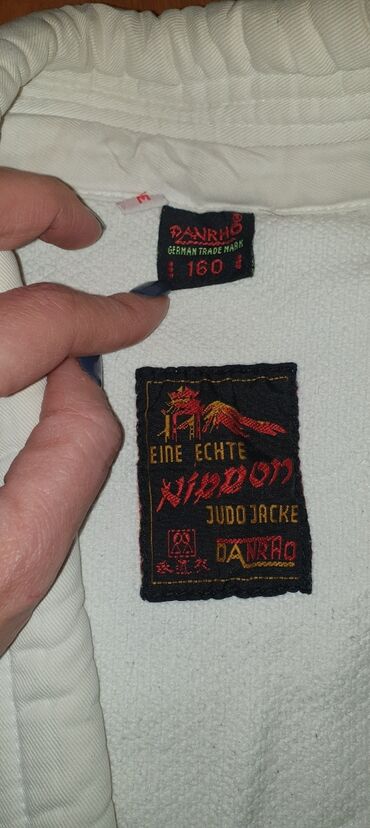 DANRHO
GERMAN TRADE MARK
160
EINE ECHTE
NIPPON
JUDO JACKE
DANRHO